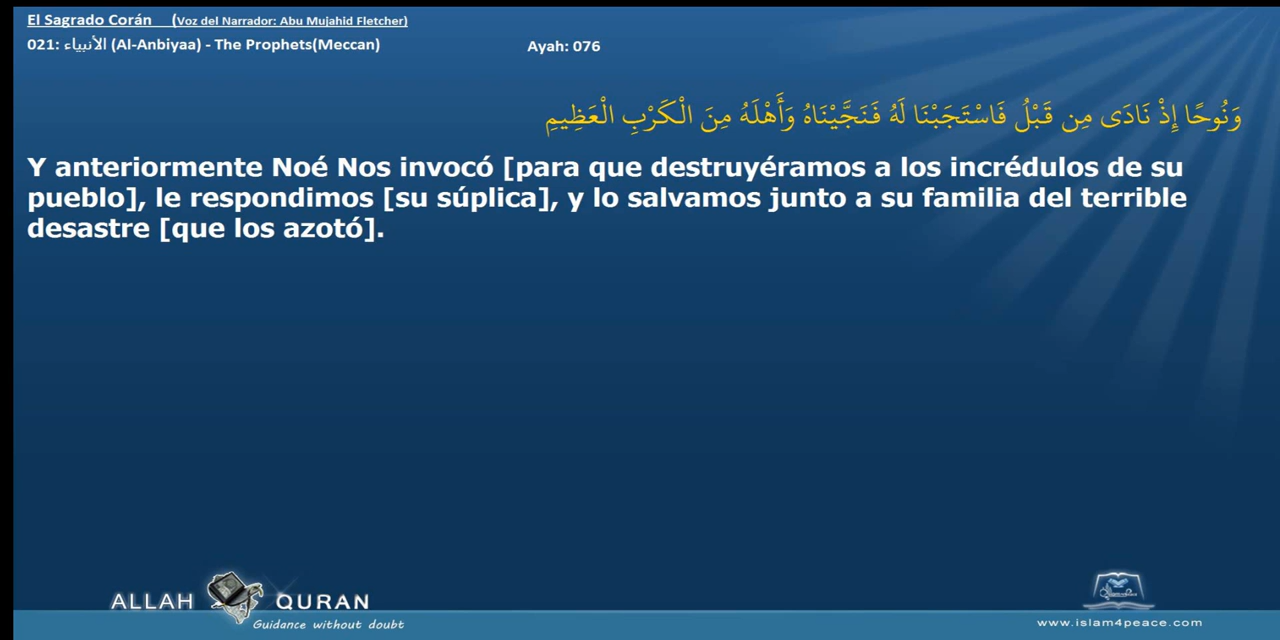 El Sagrado Corán (Voz del Narrador: Abu Mujahid Fletcher)
021: الأنبياء (Al-Anbiyaa) - The Prophets(Meccan) Ayah: 076
وَنُوحًا إِذْ نَادَى مِن قَبْلُ فَاسْتَجَبْنَا لَهُ فَنَجَّيْنَاهُ وَأَهْلَهُ مِنَ الْكَرْبِ الْعَظِيمِ
Y anteriormente Noé Nos invocó [para que destruyéramos a los incrédulos de su
pueblo], le respondimos [su súplica], y lo salvamos junto a su familia del terrible
desastre [que los azotó].
ALLAH QURAN
Guidance without doubt
www.islam4peace.com